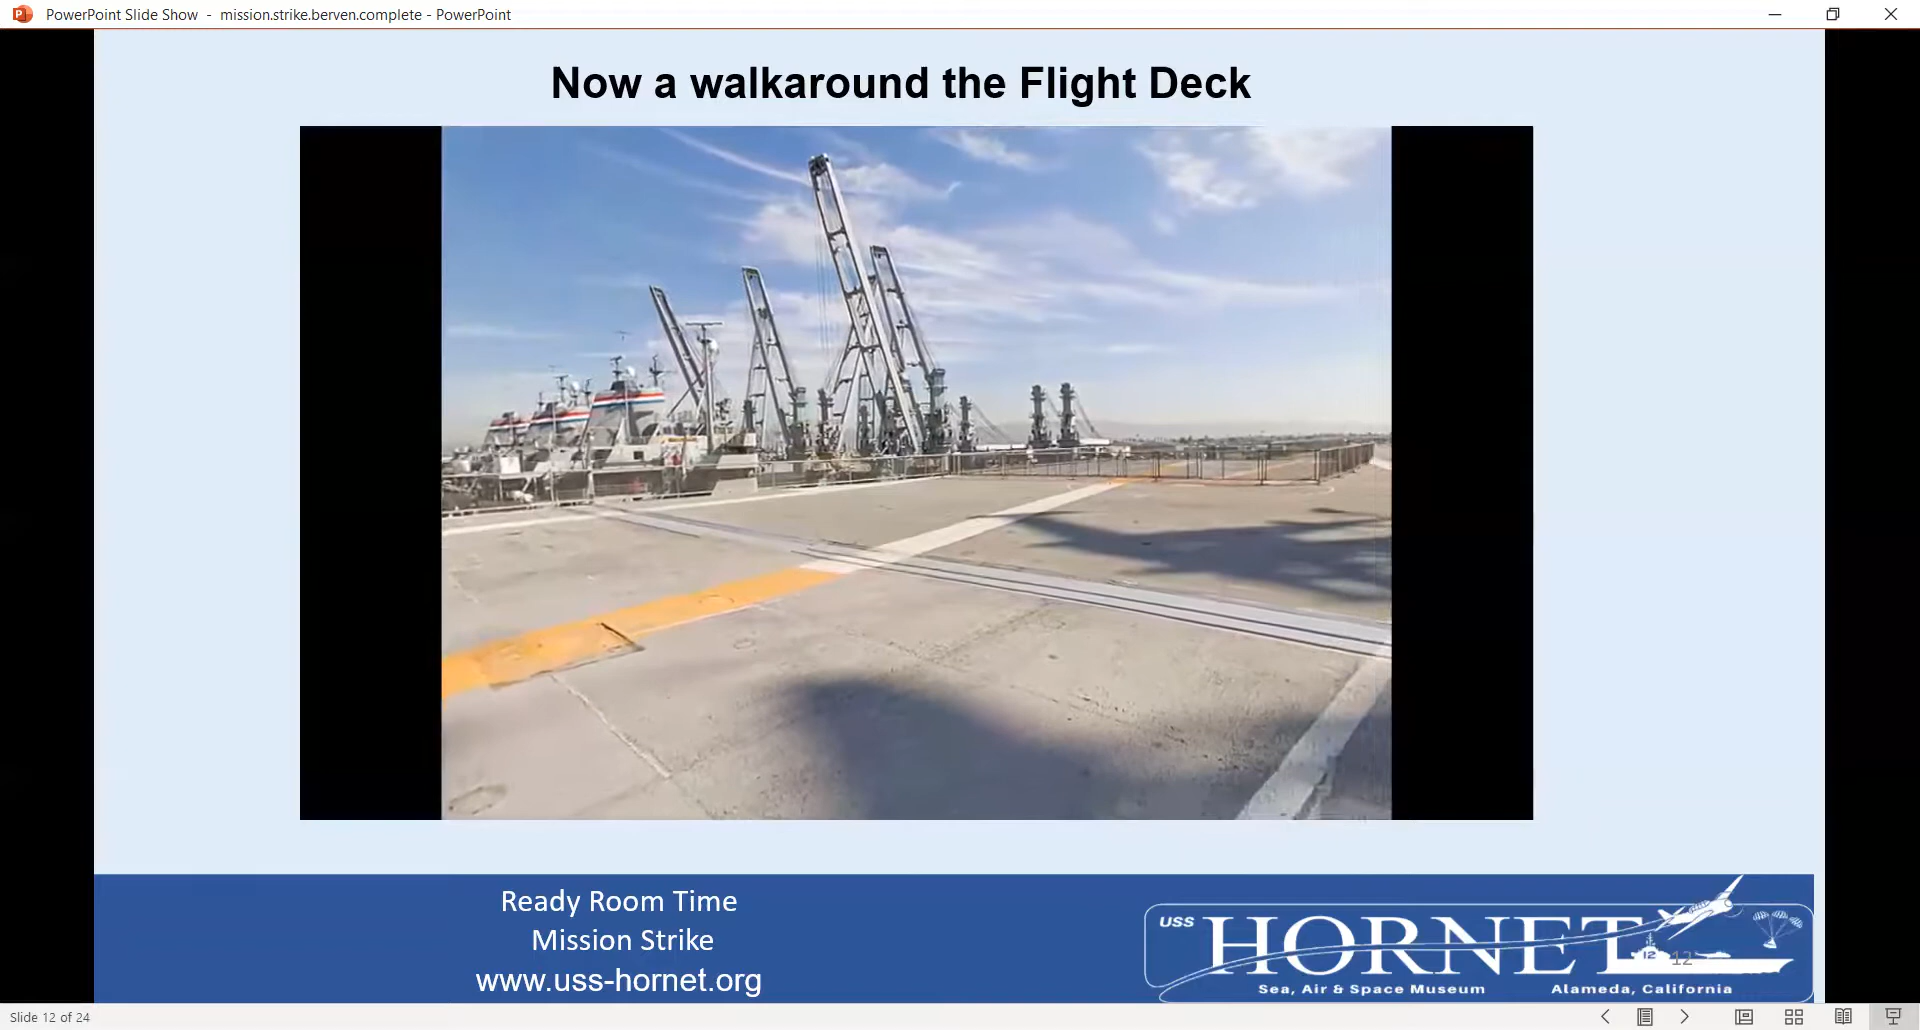 PowerPoint Slide Show - mission.strike.berven.complete - PowerPoint
Now a walkaround the Flight Deck
Ready Room Time
Mission Strike
www.uss-hornet.org
USS HORNET
Sea, Air & Space Museum Alameda, California
12
Slide 12 of 24